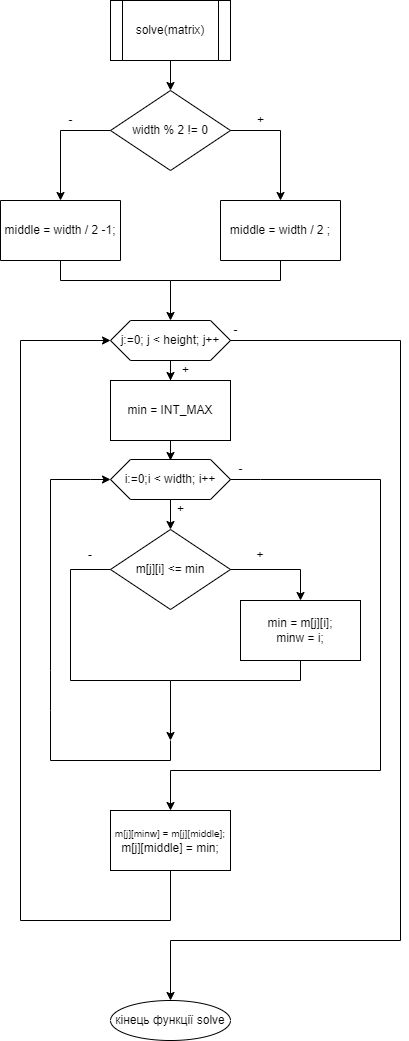 solve(matrix)
width % 2 != 0
-
+
middle = width / 2 -1;
middle = width / 2 ;
j:=0; j < height; j++
-
+
min = INT_MAX
i:=0;i < width; i++
-
+
m[j][i] <= min
-
+
min = m[j][i];
minw = i;
m[j][minw] = m[j][middle];
m[j][middle] = min;
кінець функції solve